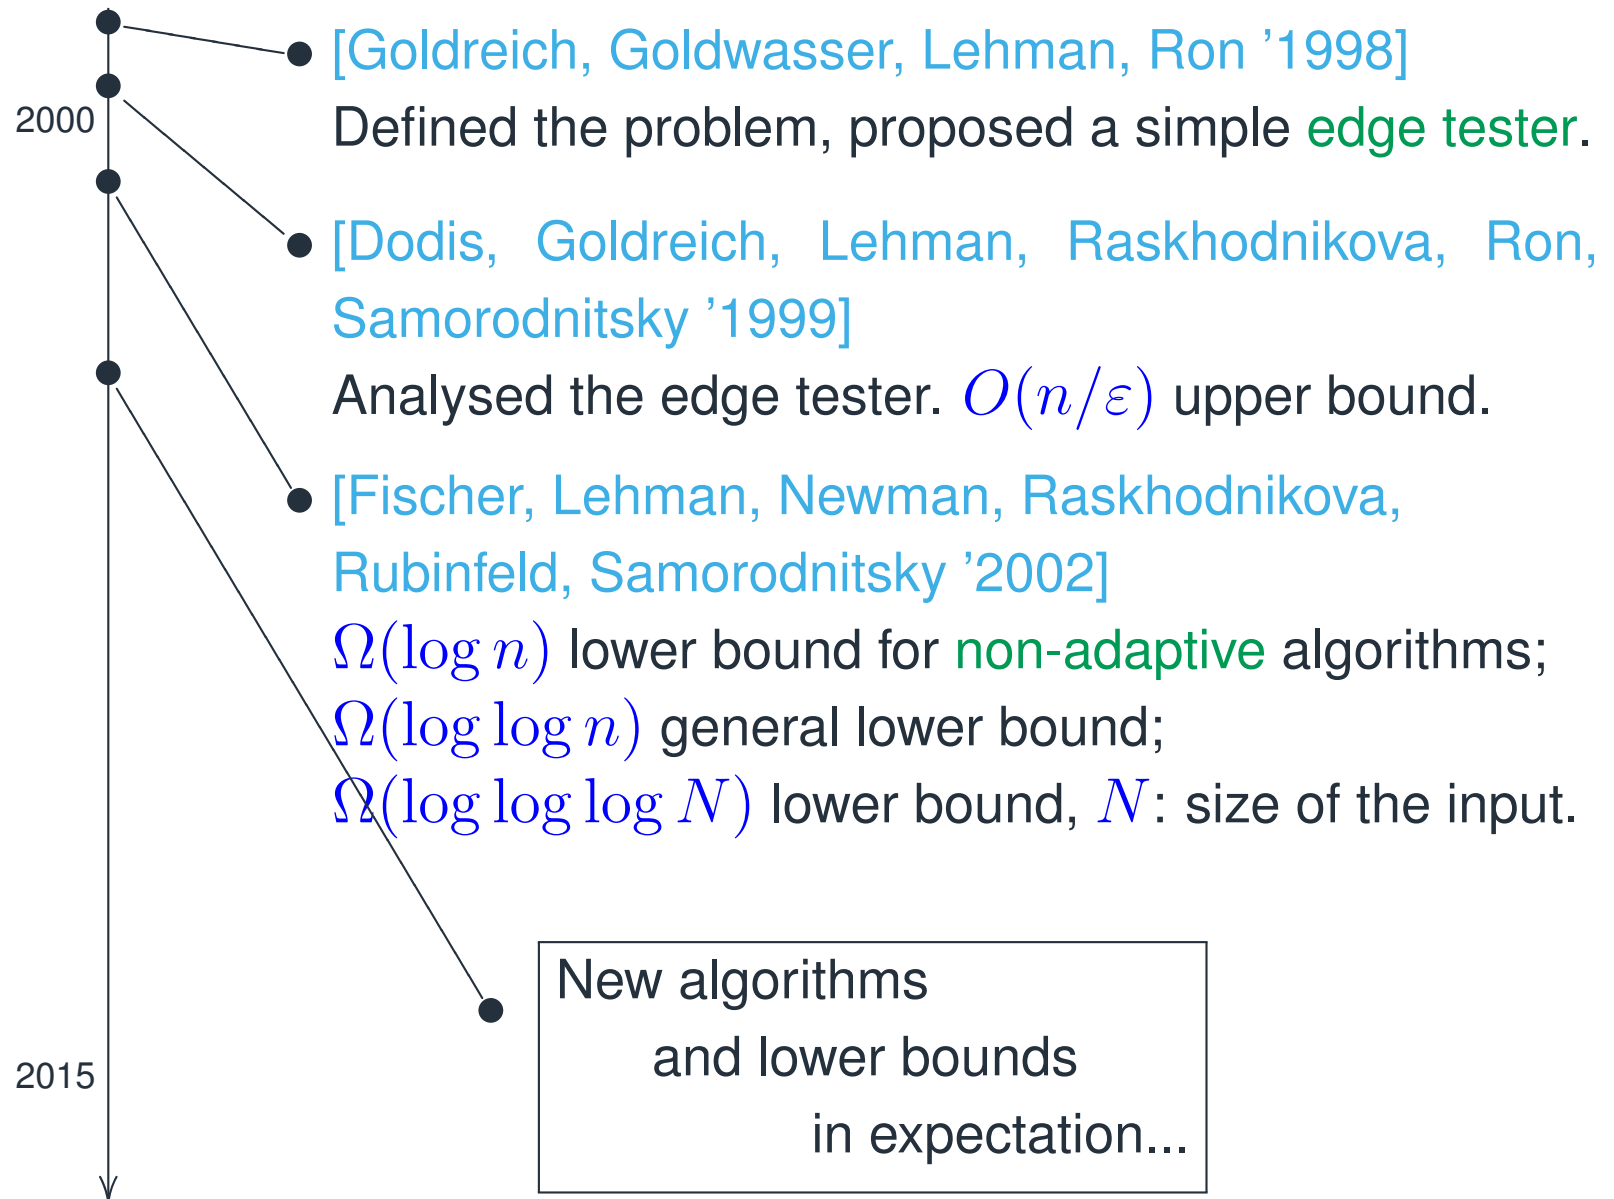 [Goldreich, Goldwasser, Lehman, Ron ’1998]
2000
Defined the problem, proposed a simple edge tester.
[Dodis, Goldreich, Lehman, Raskhodnikova, Ron,
Samorodnitsky ’1999]
Analysed the edge tester. O(n/ε) upper bound.
[Fischer, Lehman, Newman, Raskhodnikova,
Rubinfeld, Samorodnitsky ’2002]
Ω(log n) lower bound for non-adaptive algorithms;
Ω(log log n) general lower bound;
Ω(log log log N) lower bound, N: size of the input.
New algorithms
and lower bounds
2015
in expectation...